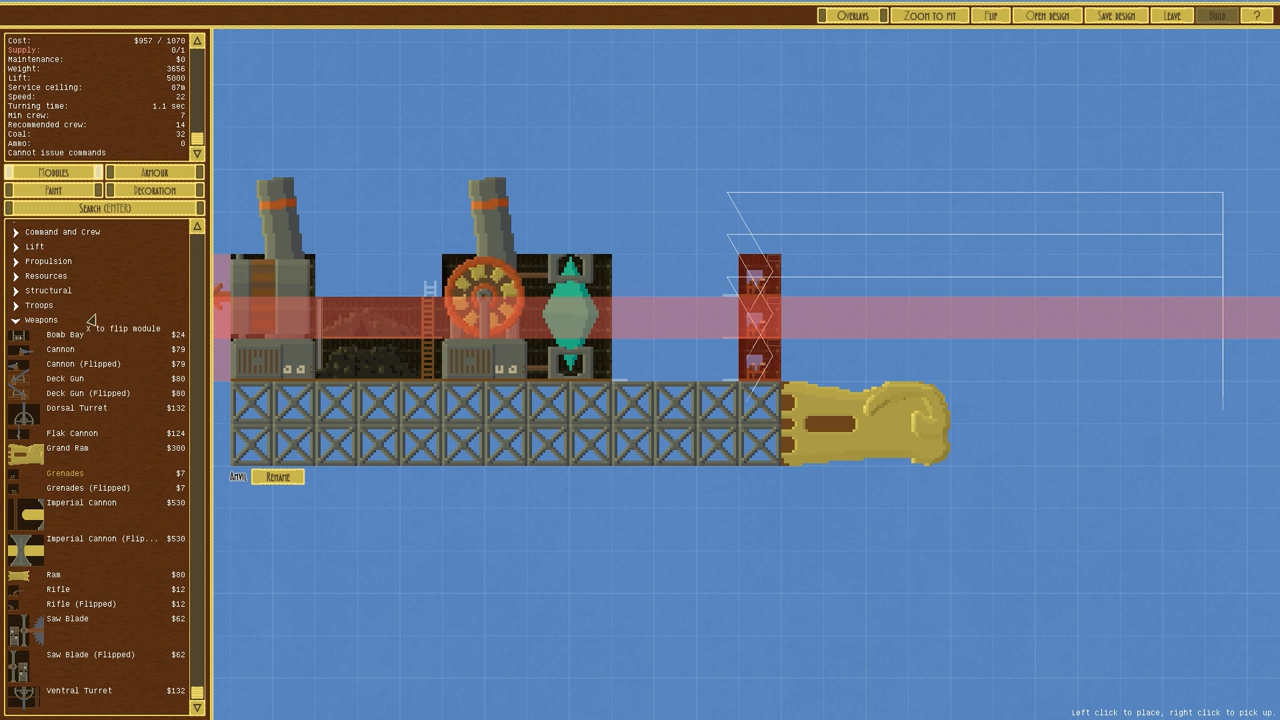 OVERLAYS ZOOM TO FIT FLIP OPEN DESIGN SAVE DESIGN LEAVE BUILD ?
Cost: $957 / 1070
Supply: 0/1
Maintenance: $0
Weight: 3656
Lift: 5000
Service ceiling: 87m
Speed: 22
Turning time: 1.1 sec
Min crew: 7
Recommended crew: 14
Coal: 32
Ammo: 0
Cannot issue commands
MODULES ARMOUR
PAINT DECORATION
SEARCH (ENTER)
Command and Crew
Lift
Propulsion
Resources
Structural
Troops
Weapons
X to flip module
Bomb Bay $24
Cannon $79
Cannon (Flipped) $79
Deck Gun $80
Deck Gun (Flipped) $80
Dorsal Turret $132
Flak Cannon $124
Grand Ram $300
Grenades $7
Grenades (Flipped) $7
Imperial Cannon $530
Imperial Cannon (Flip... $530
Ram $80
Rifle $12
Rifle (Flipped) $12
Saw Blade $62
Saw Blade (Flipped) $62
Ventral Turret $132
ANVIL RENAME
Left click to place, right click to pick up.